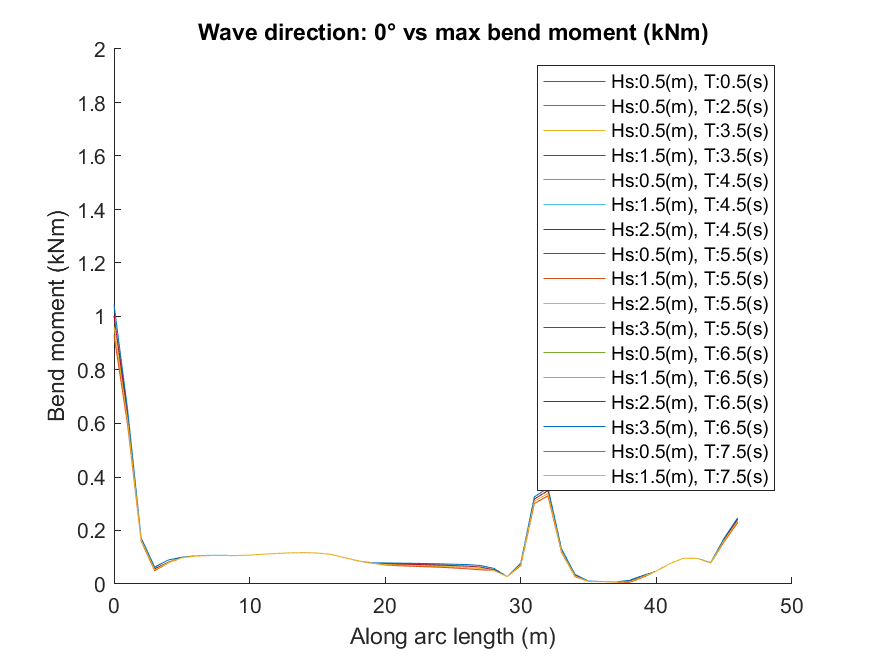 Wave direction: 0° vs max bend moment (kNm)
2
1.8
1.6
1.4
1.2
1
0.8
0.6
0.4
0.2
0
Bend moment (kNm)
Hs:0.5(m), T:0.5(s)
Hs:0.5(m), T:2.5(s)
Hs:0.5(m), T:3.5(s)
Hs:1.5(m), T:3.5(s)
Hs:0.5(m), T:4.5(s)
Hs:1.5(m), T:4.5(s)
Hs:2.5(m), T:4.5(s)
Hs:0.5(m), T:5.5(s)
Hs:1.5(m), T:5.5(s)
Hs:2.5(m), T:5.5(s)
Hs:3.5(m), T:5.5(s)
Hs:0.5(m), T:6.5(s)
Hs:1.5(m), T:6.5(s)
Hs:2.5(m), T:6.5(s)
Hs:3.5(m), T:6.5(s)
Hs:0.5(m), T:7.5(s)
Hs:1.5(m), T:7.5(s)
0 10 20 30 40 50
Along arc length (m)